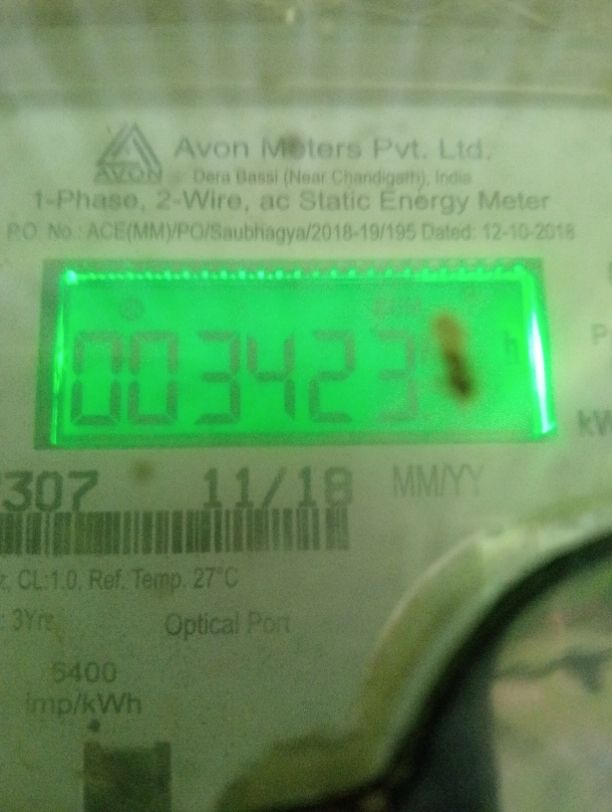 Avon Meters Pvt. Ltd.
AVON
Dera Bassi (Near Chandigath), India
1-Phase, 2-Wire, ac Static Energy Meter
P.O. No.: ACE(MM)/PO/Saubhagya/2018-19/195 Dated: 12-10-2018
003423
h
307 11/18 MM/YY
CL:1.0, Ref. Temp. 27°C
: 3Yrs
Optical Port
6400
imp/kWh